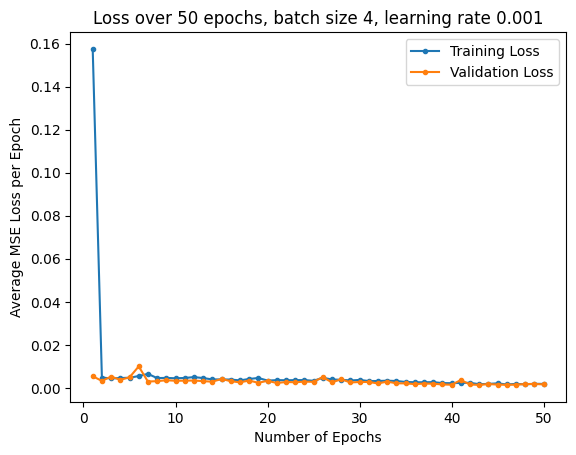 Loss over 50 epochs, batch size 4, learning rate 0.001
Training Loss
Validation Loss
Average MSE Loss per Epoch
0.16
0.14
0.12
0.10
0.08
0.06
0.04
0.02
0.00
0 10 20 30 40 50
Number of Epochs